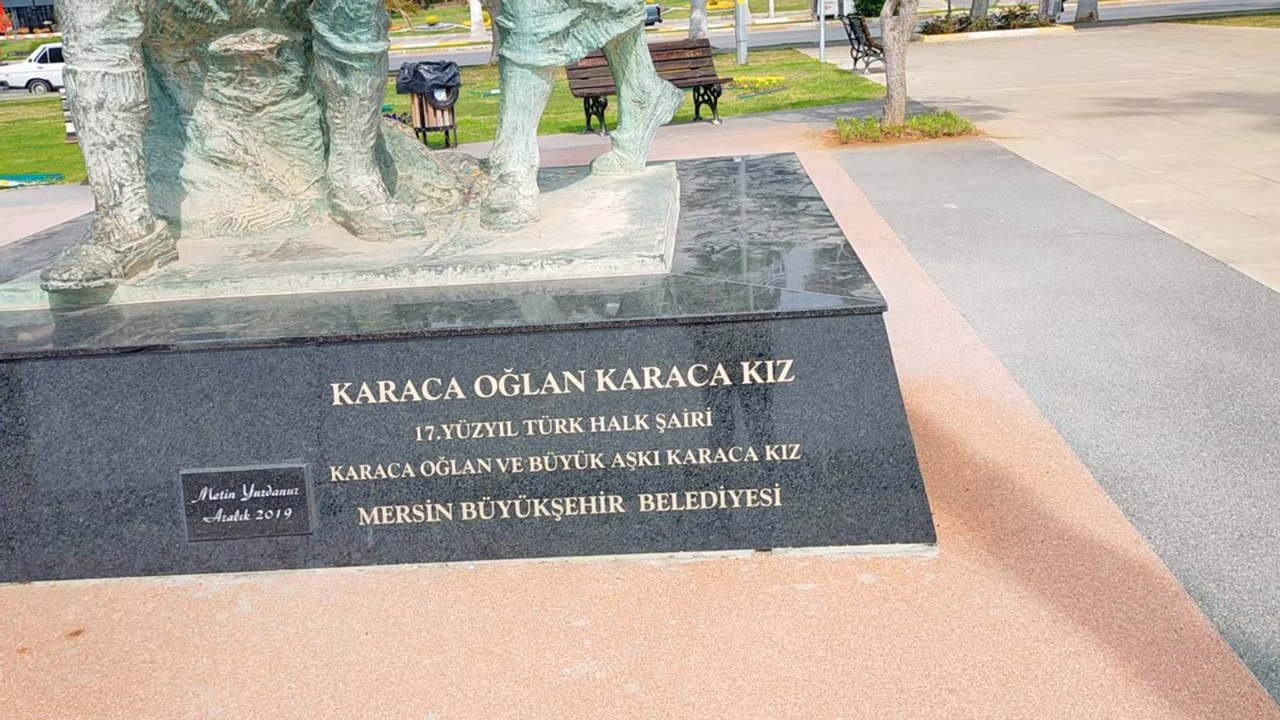 KARACA OĞLAN KARACA KIZ
17.YÜZYIL TÜRK HALK ŞAİRİ
KARACA OĞLAN VE BÜYÜK AŞKI KARACA KIZ
MERSİN BÜYÜKŞEHİR BELEDİYESİ
Metin Yurdanur
Aralık 2019